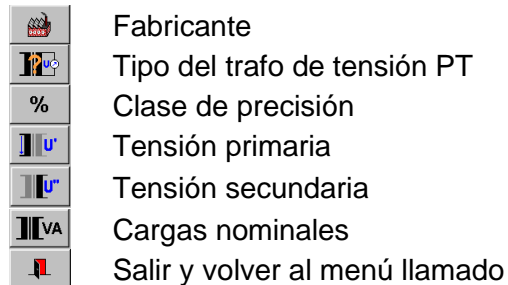 Fabricante
? U Tipo del trafo de tensión PT
% Clase de precisión
U' Tensión primaria
U" Tensión secundaria
VA Cargas nominales
Salir y volver al menú llamado